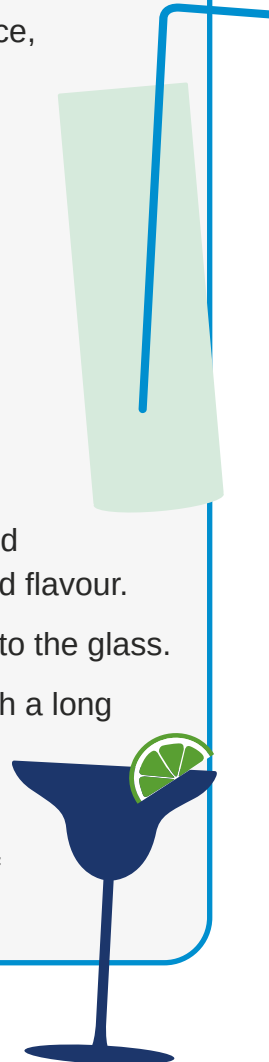 ce,
d
d flavour.
to the glass.
h a long